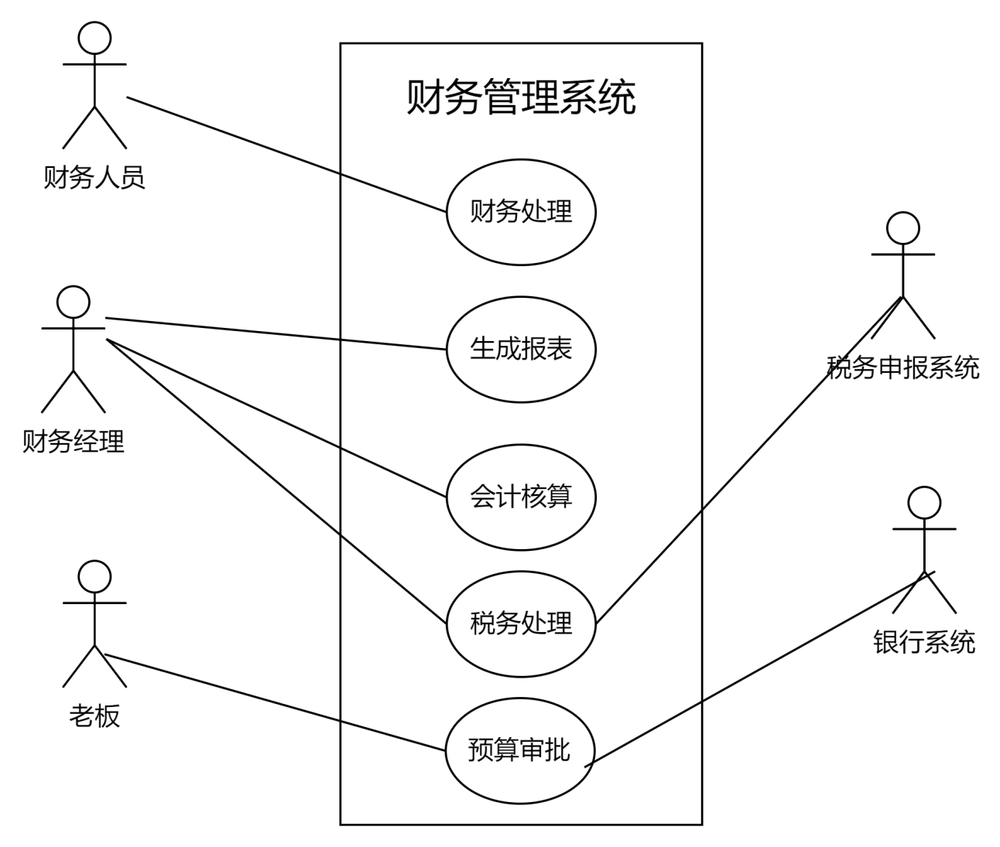 财务管理系统
财务人员
财务处理
生成报表
税务申报系统
财务经理
会计核算
税务处理
银行系统
老板
预算审批